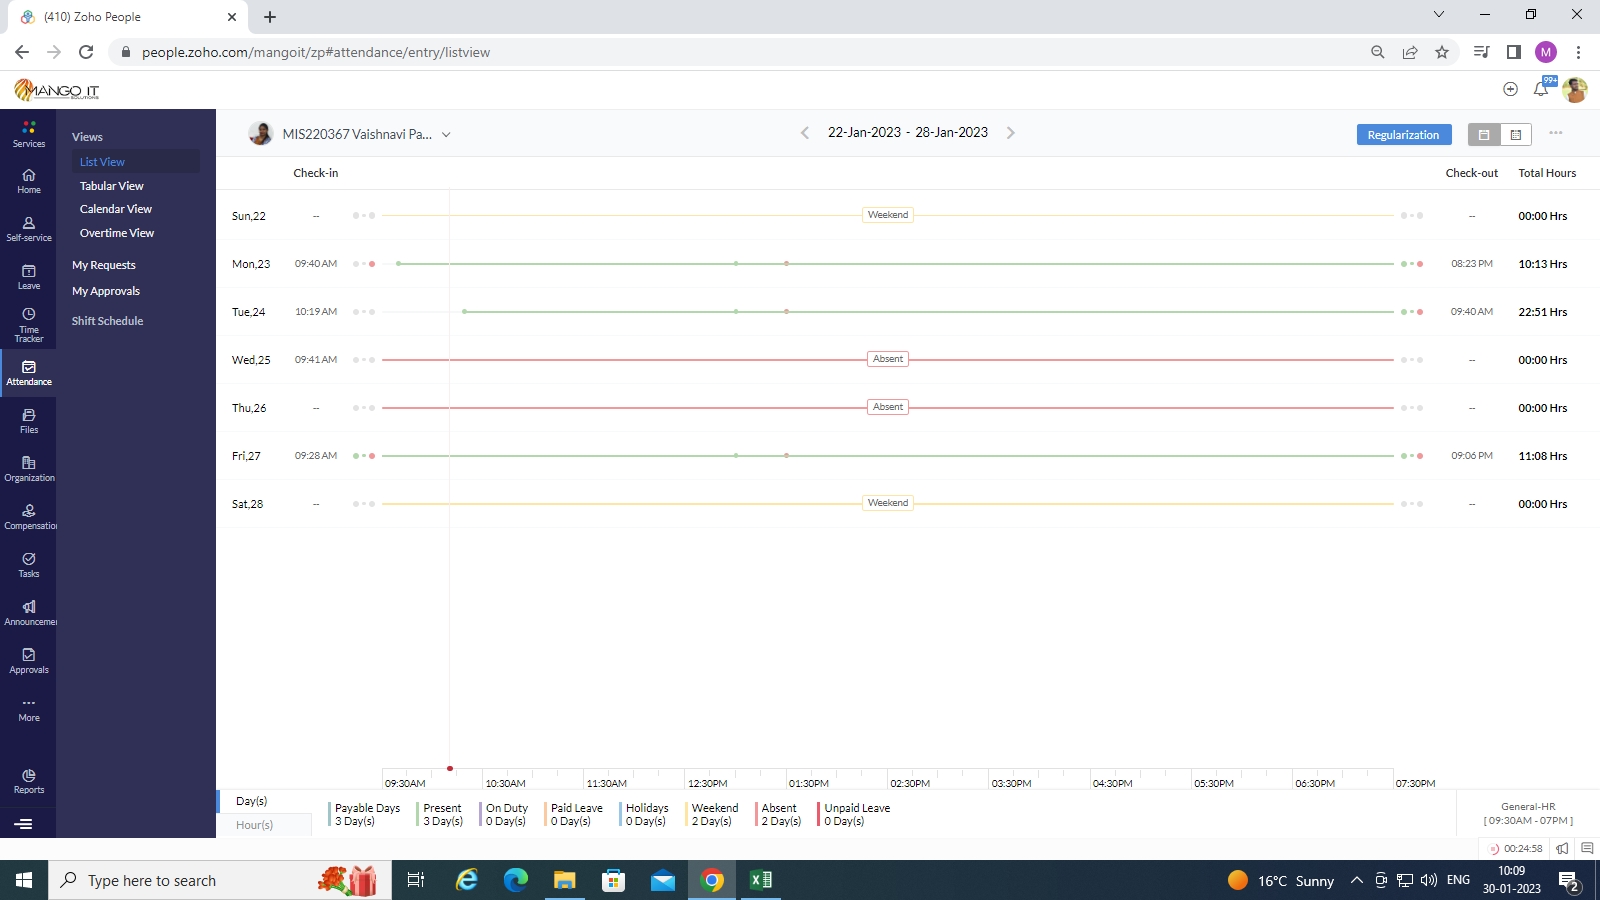 (410) Zoho People
people.zoho.com/mangoit/zp#attendance/entry/listview
M
MANGO IT
SOLUTIONS
99+
Services
Home
Self-service
Leave
Time
Tracker
Attendance
Files
Organization
Compensatio
Tasks
Announcemen
Approvals
More
Reports
Views
List View
Tabular View
Calendar View
Overtime View
My Requests
My Approvals
Shift Schedule
MIS220367 Vaishnavi Pa...
22-Jan-2023 - 28-Jan-2023
Regularization
Check-in Check-out Total Hours
Sun,22 -- Weekend -- 00:00 Hrs
Mon,23 09:40 AM 08:23 PM 10:13 Hrs
Tue,24 10:19 AM 09:40 AM 22:51 Hrs
Wed,25 09:41 AM Absent -- 00:00 Hrs
Thu,26 -- Absent -- 00:00 Hrs
Fri,27 09:28 AM 09:06 PM 11:08 Hrs
Sat,28 -- Weekend -- 00:00 Hrs
09:30AM 10:30AM 11:30AM 12:30PM 01:30PM 02:30PM 03:30PM 04:30PM 05:30PM 06:30PM 07:30PM
Day(s)
Hour(s)
Payable Days Present On Duty Paid Leave Holidays Weekend Absent Unpaid Leave
3 Day(s) 3 Day(s) 0 Day(s) 0 Day(s) 0 Day(s) 2 Day(s) 2 Day(s) 0 Day(s)
General-HR
[ 09:30AM - 07PM ]
00:24:58
Type here to search
16°C Sunny
ENG
10:09
30-01-2023
2